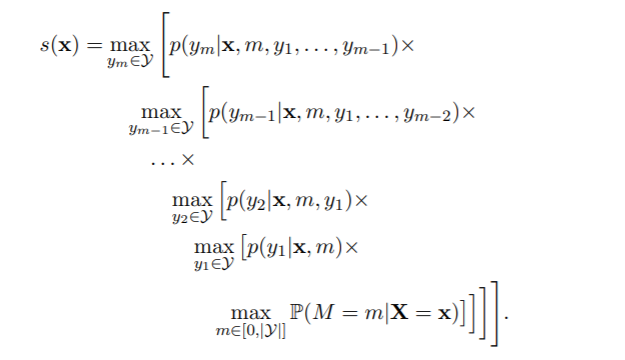 s(𝐱) = max_{y_m∈𝒴} [p(y_m|𝐱, m, y_1, . . . , y_{m−1})×
max_{y_{m−1}∈𝒴} [p(y_{m−1}|𝐱, m, y_1, . . . , y_{m−2})×
. . . ×
max_{y_2∈𝒴} [p(y_2|𝐱, m, y_1)×
max_{y_1∈𝒴} [p(y_1|𝐱, m)×
max_{m∈[0,|𝒴|]} ℙ(M = m|𝐗 = 𝐱)]]]].